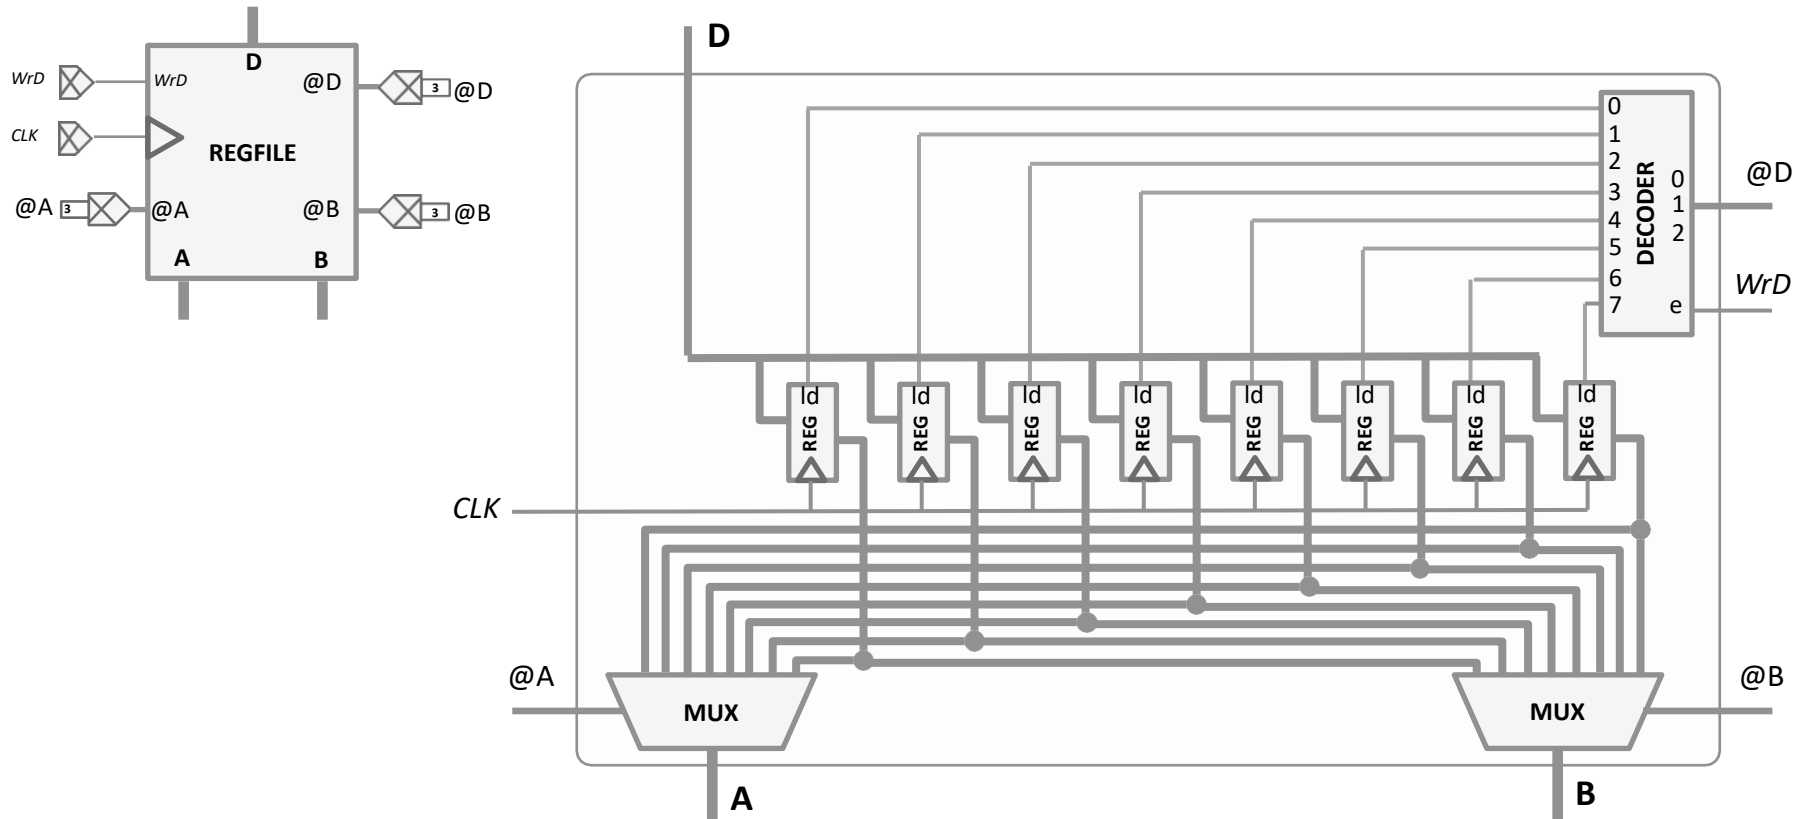 D
WrD
WrD
@D
3
@D
CLK
REGFILE
@A
3
@A
@B
3
@B
A
B
D
0
1
2
3
4
5
6
7
DECODER
0
1
2
e
@D
WrD
ld
ld
ld
ld
ld
ld
ld
ld
REG
REG
REG
REG
REG
REG
REG
REG
CLK
@A
MUX
MUX
@B
A
B